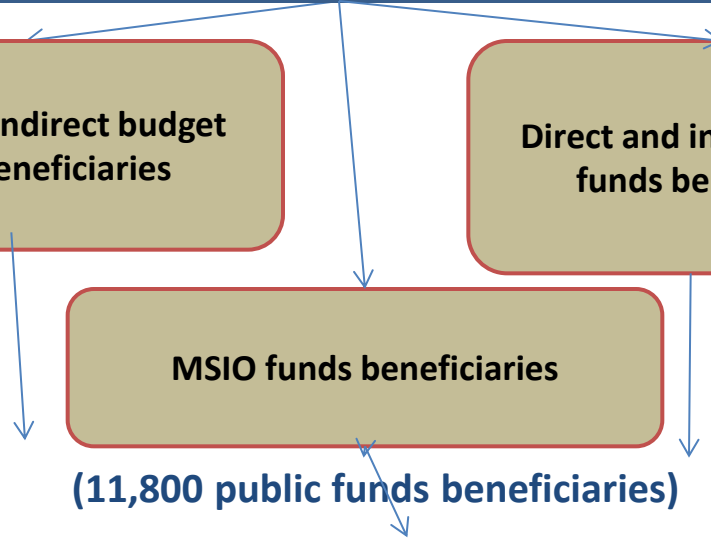 ndirect budget
eneficiaries
Direct and in
funds be
MSIO funds beneficiaries
(11,800 public funds beneficiaries)